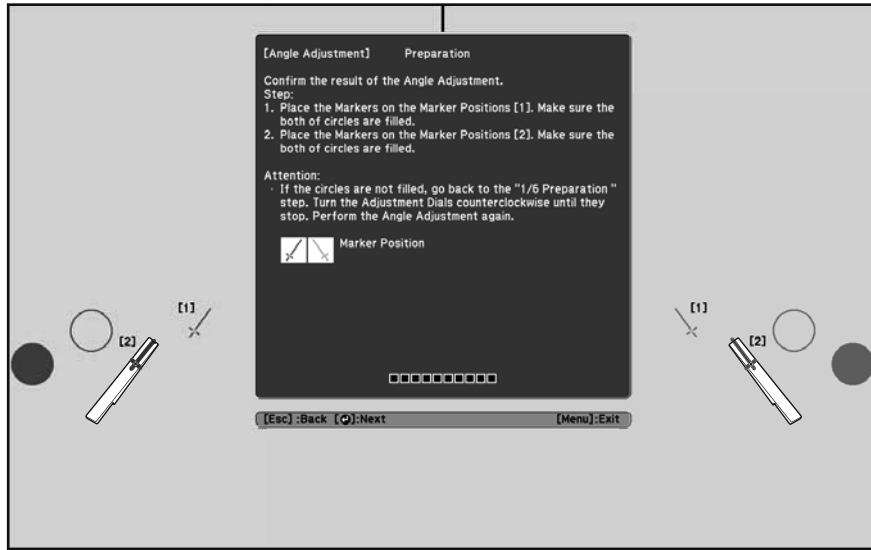 [Angle Adjustment] Preparation
Confirm the result of the Angle Adjustment.
Step:
1. Place the Markers on the Marker Positions [1]. Make sure the
both of circles are filled.
2. Place the Markers on the Marker Positions [2]. Make sure the
both of circles are filled.
Attention:
· If the circles are not filled, go back to the "1/6 Preparation "
step. Turn the Adjustment Dials counterclockwise until they
stop. Perform the Angle Adjustment again.
Marker Position
[1]
[2]
[1]
[2]
[Esc] :Back [⏎]:Next [Menu]:Exit